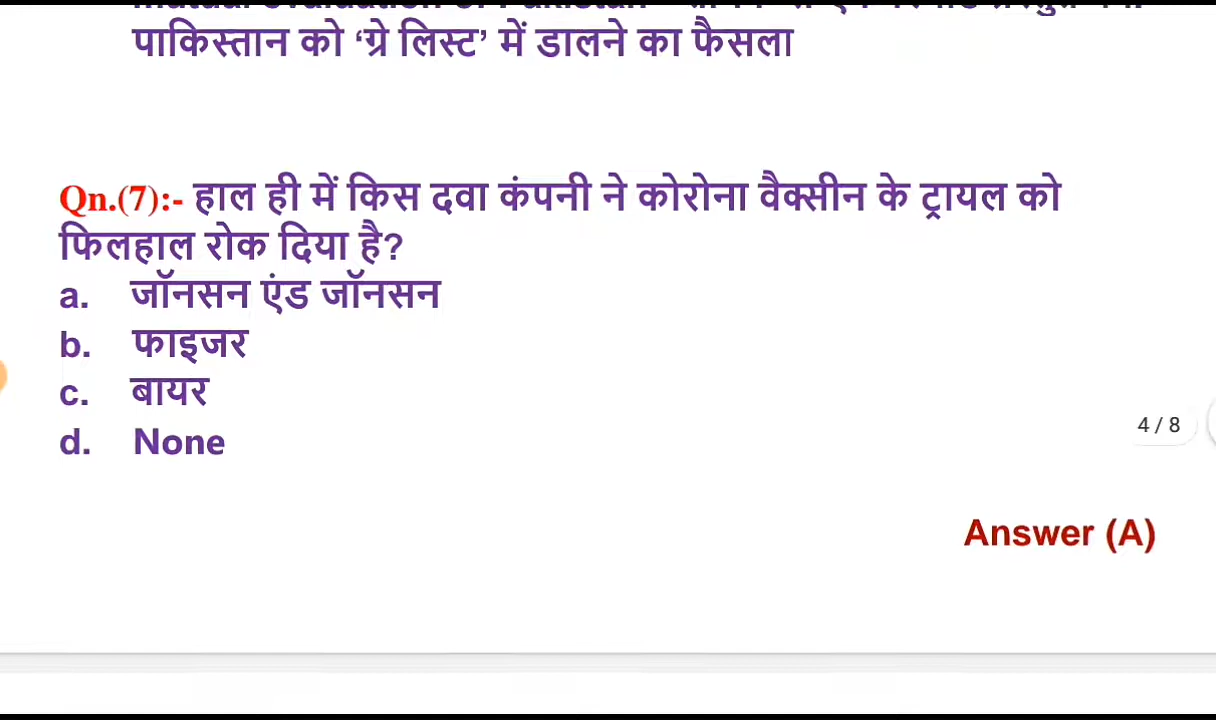 पाकिस्तान को ‘ग्रे लिस्ट’ में डालने का फैसला
Qn.(7):- हाल ही में किस दवा कंपनी ने कोरोना वैक्सीन के ट्रायल को
फिलहाल रोक दिया है?
a. जॉनसन एंड जॉनसन
b. फाइजर
c. बायर
d. None
4 / 8
Answer (A)